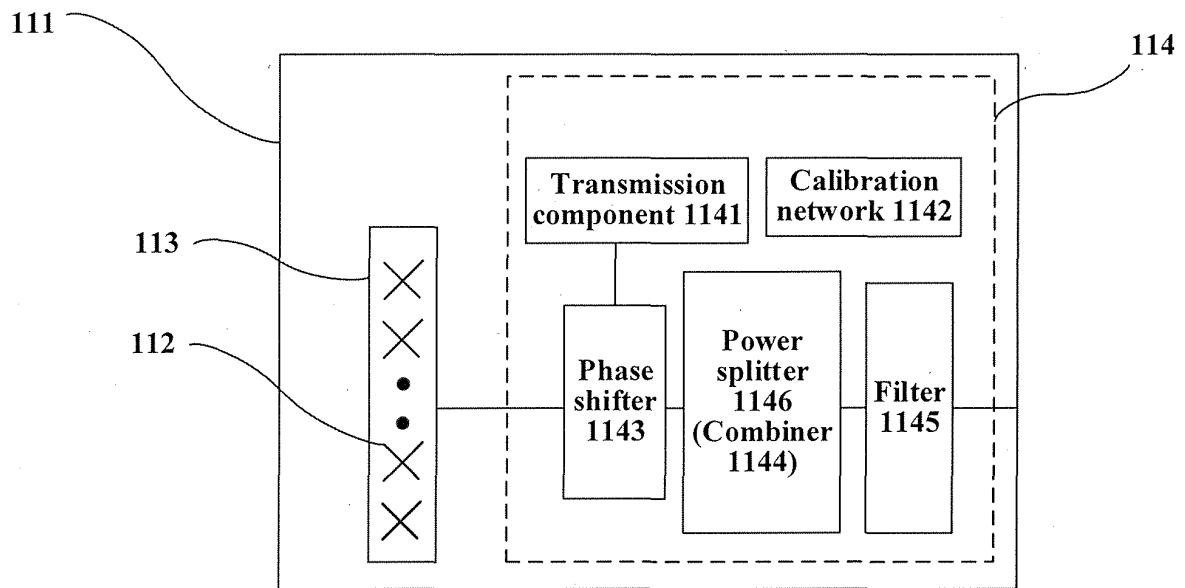 111
114
Transmission
component 1141
Calibration
network 1142
113
112
Phase
shifter
1143
Power
splitter
1146
(Combiner
1144)
Filter
1145